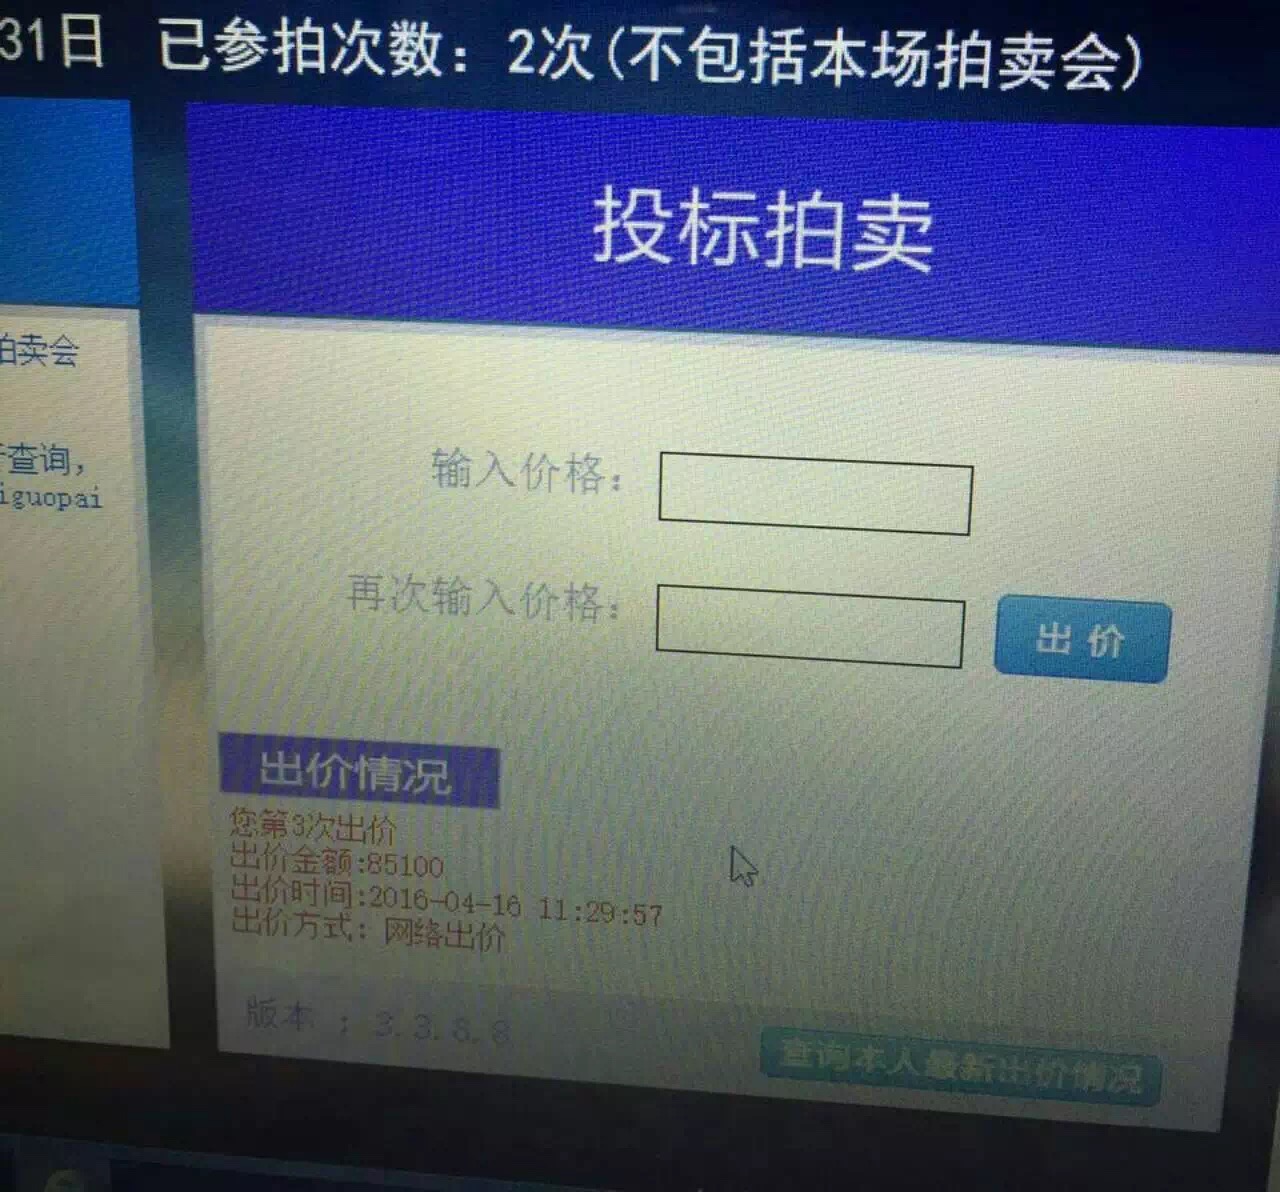 31日 已参拍次数：2次(不包括本场拍卖会)
投标拍卖
拍卖会
查询，
iguopai
输入价格：
再次输入价格：
出价
出价情况
您第3次出价
出价金额:85100
出价时间:2016-04-16 11:29:57
出价方式：网络出价
版本 ：3.3.8.8
查询本人最新出价情况